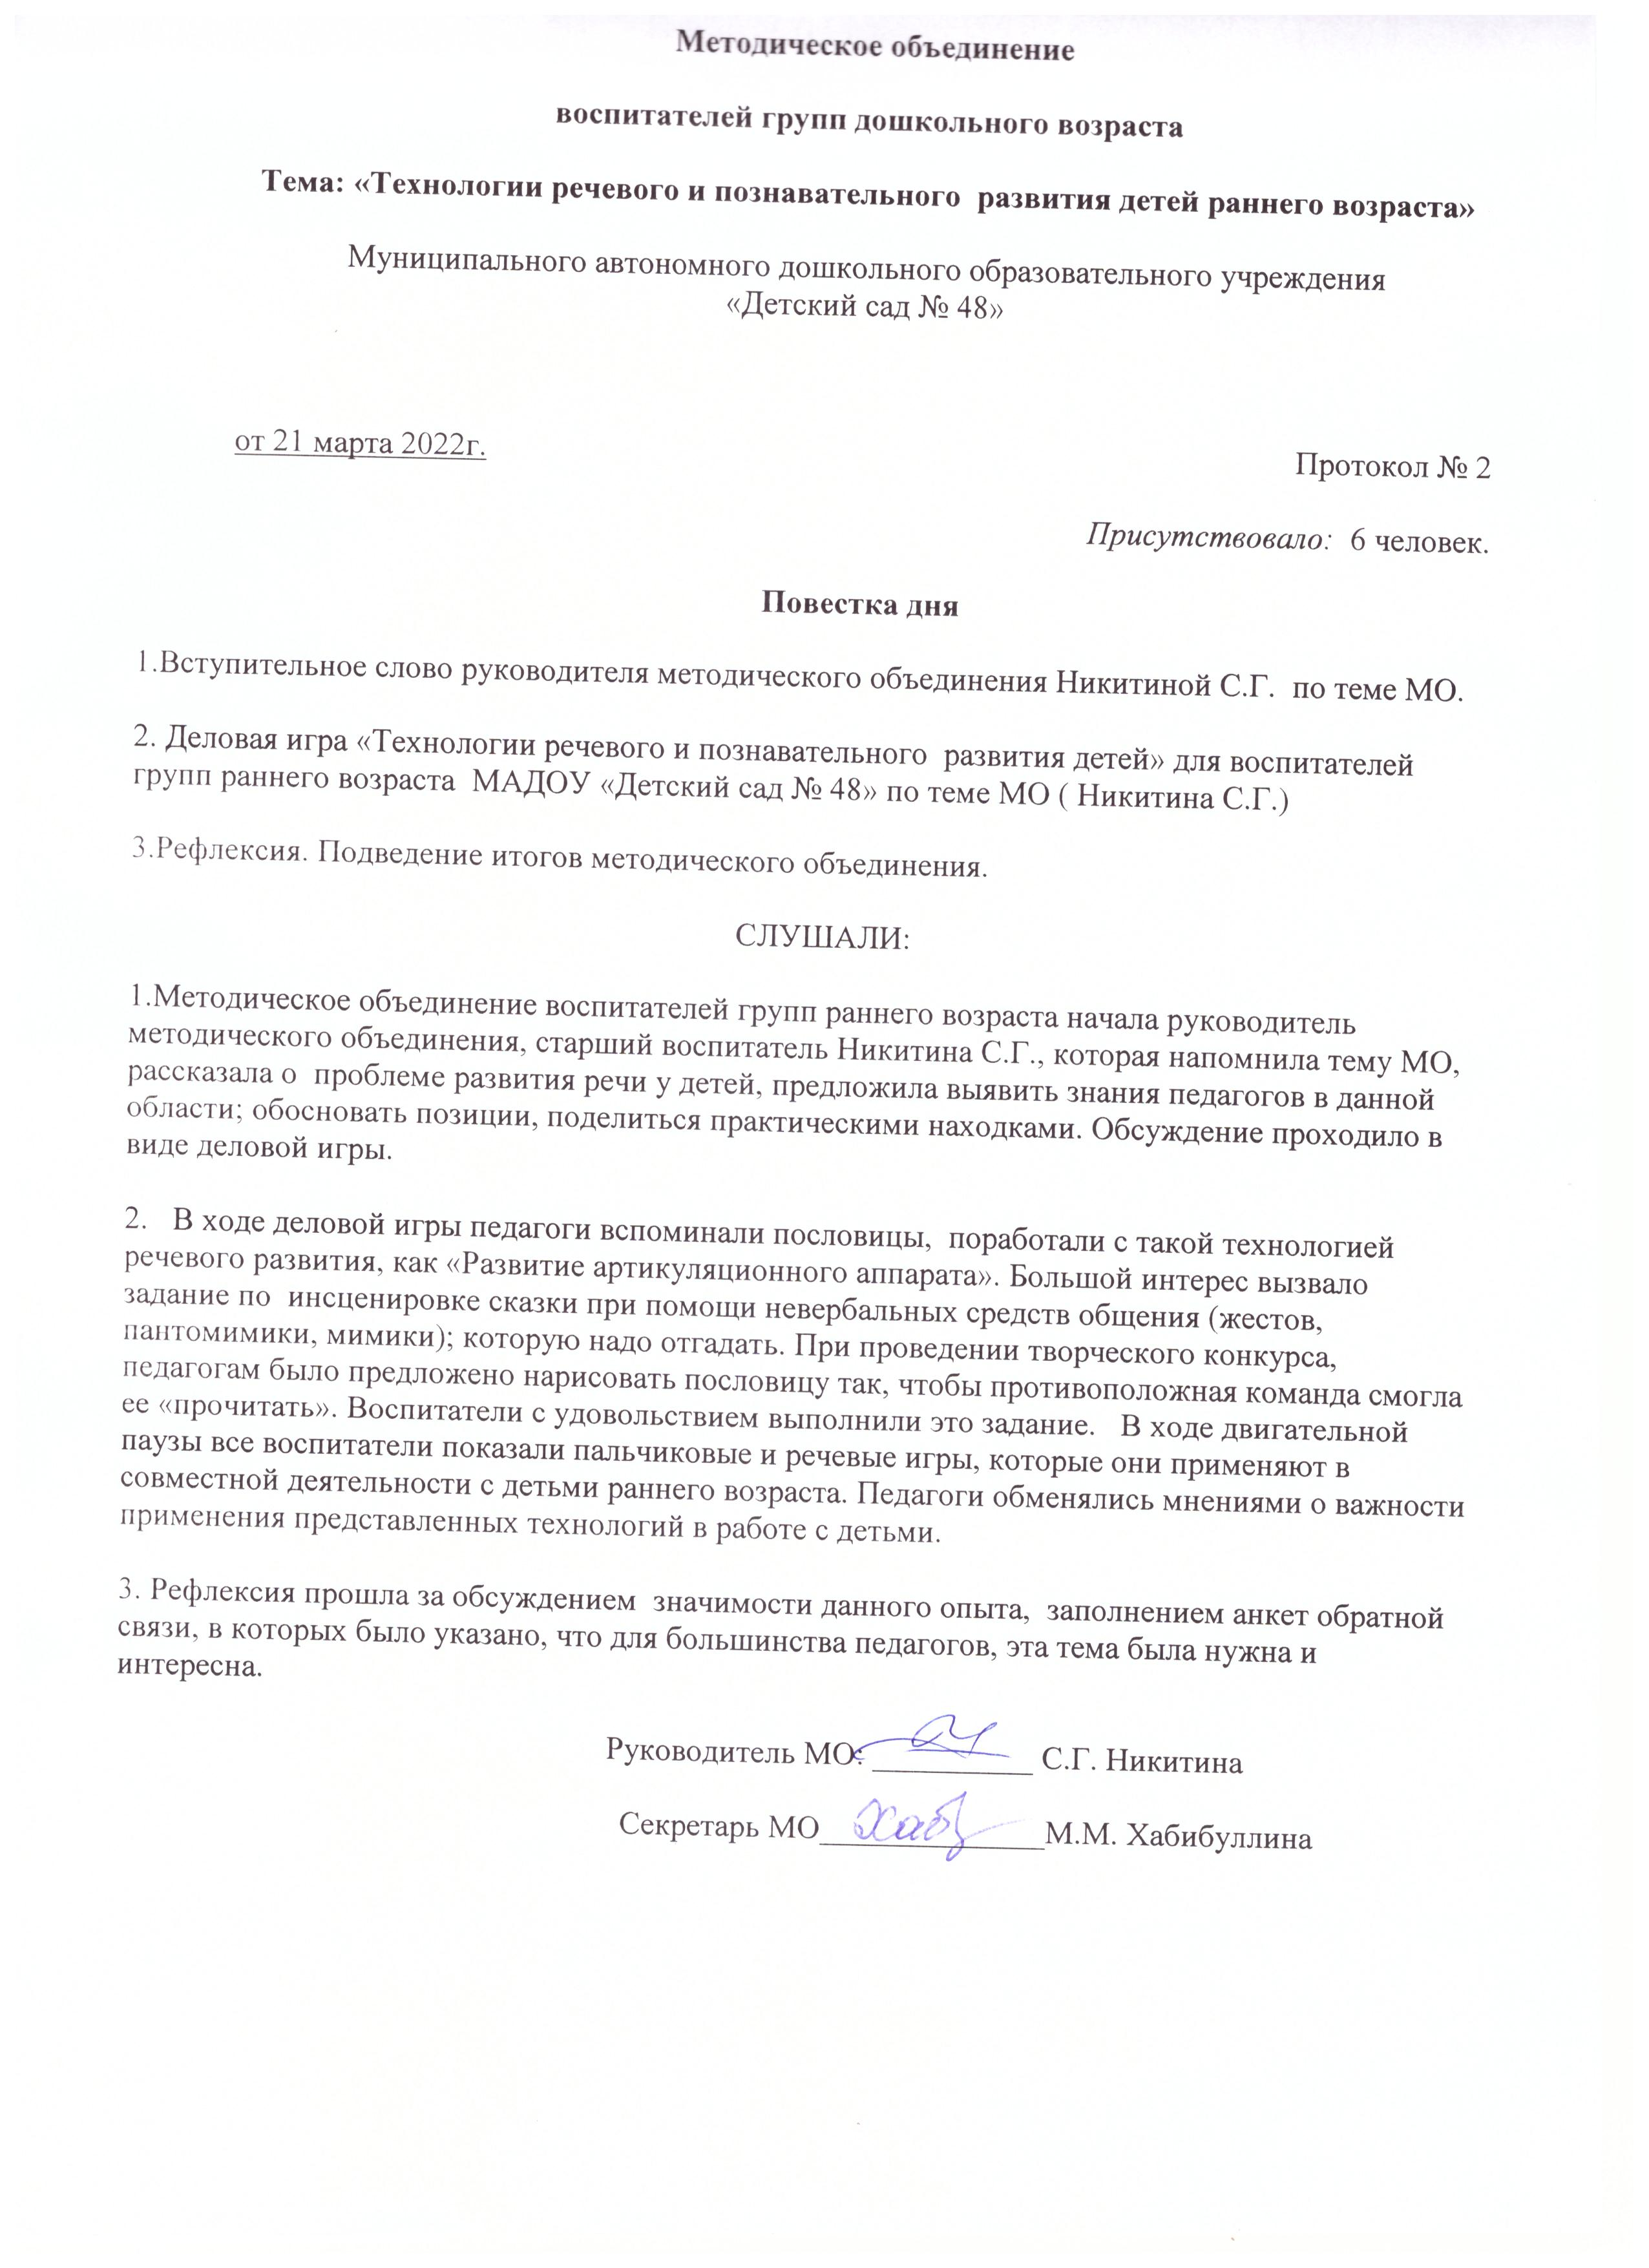 Методическое объединение
воспитателей групп дошкольного возраста
Тема: «Технологии речевого и познавательного  развития детей раннего возраста»
Муниципального автономного дошкольного образовательного учреждения
«Детский сад № 48»
от 21 марта 2022г.
Протокол № 2
Присутствовало:  6 человек.
Повестка дня
1.Вступительное слово руководителя методического объединения Никитиной С.Г.  по теме МО.
2. Деловая игра «Технологии речевого и познавательного  развития детей» для воспитателей
групп раннего возраста  МАДОУ «Детский сад № 48» по теме МО ( Никитина С.Г.)
3.Рефлексия. Подведение итогов методического объединения.
СЛУШАЛИ:
1.Методическое объединение воспитателей групп раннего возраста начала руководитель
методического объединения, старший воспитатель Никитина С.Г., которая напомнила тему МО,
рассказала о  проблеме развития речи у детей, предложила выявить знания педагогов в данной
области; обосновать позиции, поделиться практическими находками. Обсуждение проходило в
виде деловой игры.
2.   В ходе деловой игры педагоги вспоминали пословицы,  поработали с такой технологией
речевого развития, как «Развитие артикуляционного аппарата». Большой интерес вызвало
задание по  инсценировке сказки при помощи невербальных средств общения (жестов,
пантомимики, мимики); которую надо отгадать. При проведении творческого конкурса,
педагогам было предложено нарисовать пословицу так, чтобы противоположная команда смогла
ее «прочитать». Воспитатели с удовольствием выполнили это задание.   В ходе двигательной
паузы все воспитатели показали пальчиковые и речевые игры, которые они применяют в
совместной деятельности с детьми раннего возраста. Педагоги обменялись мнениями о важности
применения представленных технологий в работе с детьми.
3. Рефлексия прошла за обсуждением  значимости данного опыта,  заполнением анкет обратной
связи, в которых было указано, что для большинства педагогов, эта тема была нужна и
интересна.
Руководитель МО: __________ С.Г. Никитина
Секретарь МО______________М.М. Хабибуллина